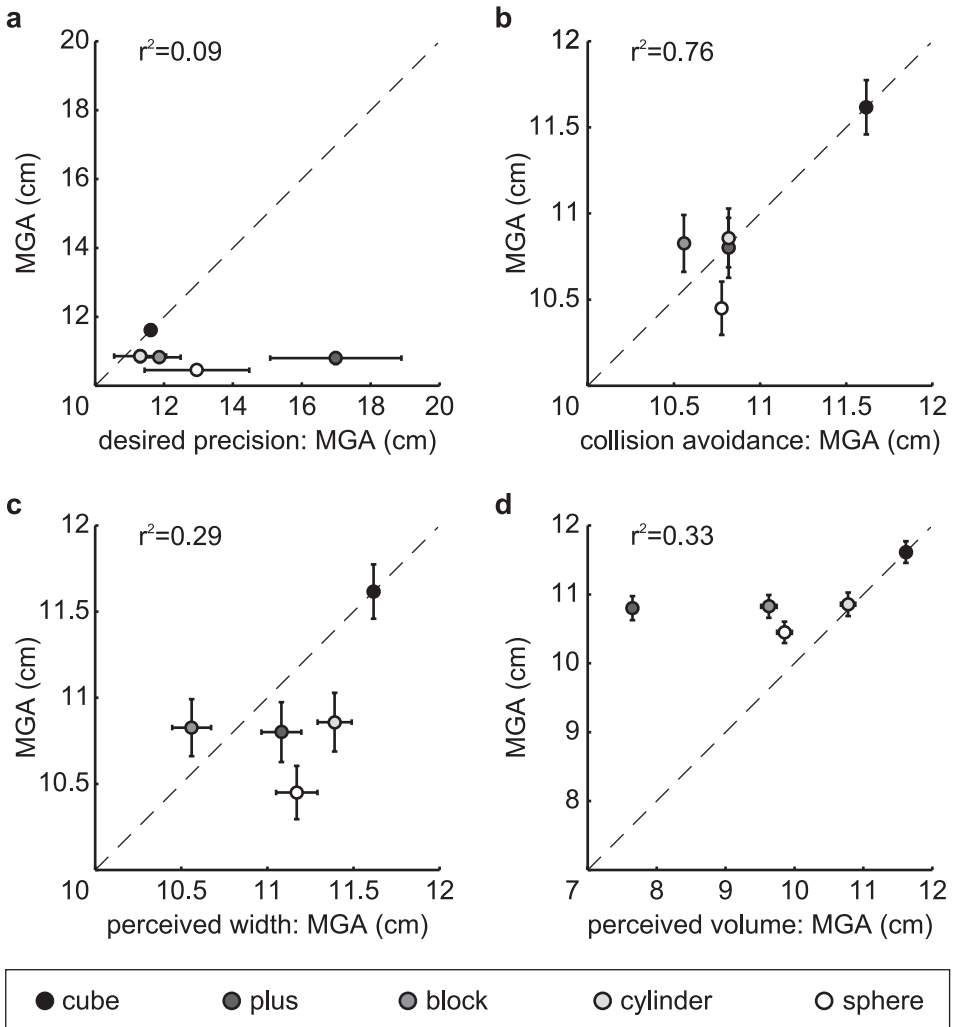 a
r²=0.09
20
18
16
14
12
10
12
14
16
18
20
MGA (cm)
desired precision: MGA (cm)
b
r²=0.76
12
11.5
11
10.5
10
10.5
11
11.5
12
MGA (cm)
collision avoidance: MGA (cm)
c
r²=0.29
12
11.5
11
10.5
10
10.5
11
11.5
12
MGA (cm)
perceived width: MGA (cm)
d
r²=0.33
12
11
10
9
8
7
8
9
10
11
12
MGA (cm)
perceived volume: MGA (cm)
cube plus block cylinder sphere